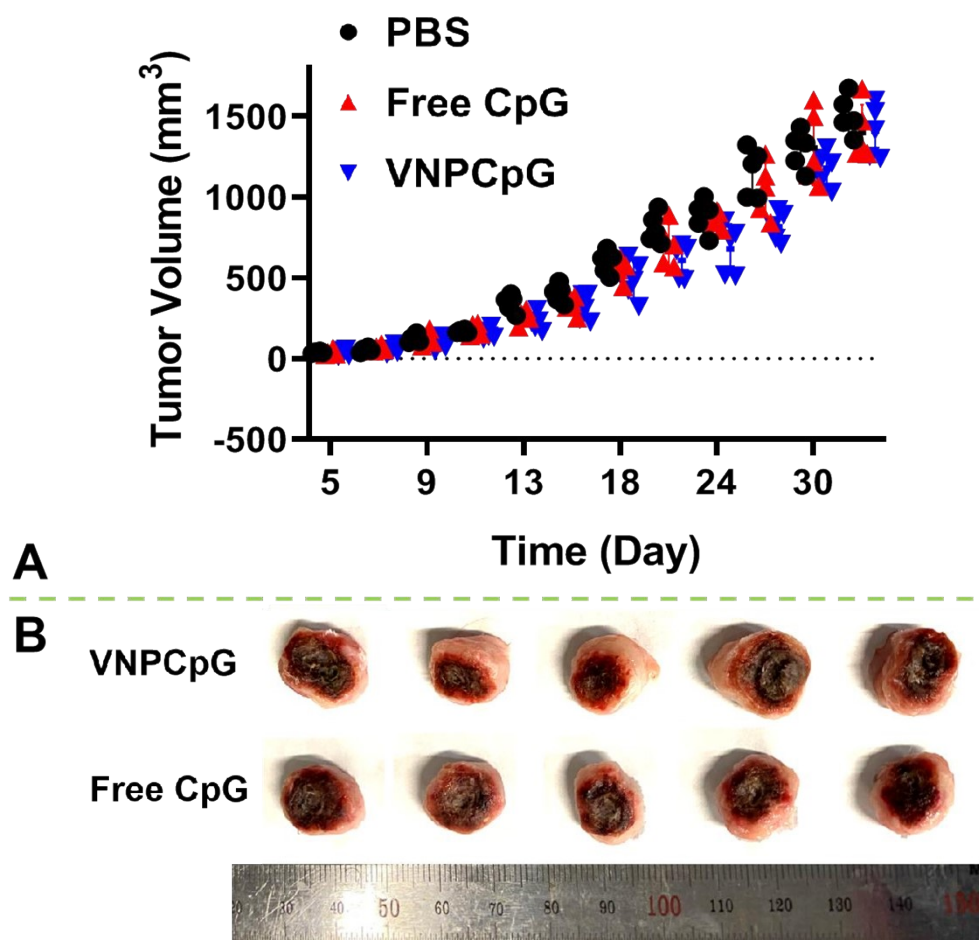 PBS
Free CpG
VNPCpG
Tumor Volume (mm³)
1500
1000
500
0
-500
5 9 13 18 24 30
Time (Day)
A
B
VNPCpG
Free CpG
30 40 50 60 70 80 90 100 110 120 130 140